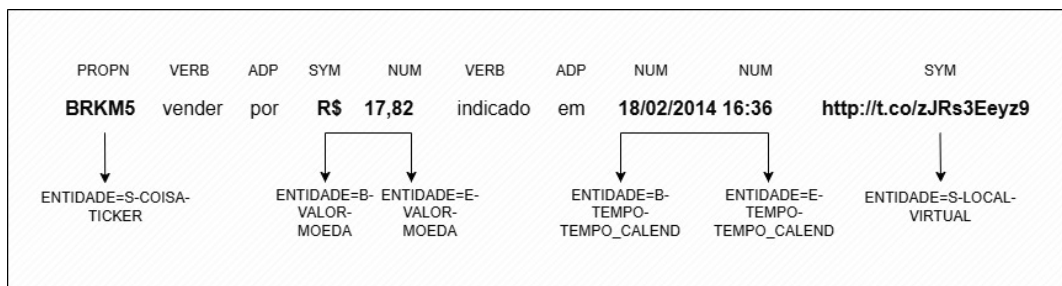 PROPN VERB ADP SYM NUM VERB ADP NUM NUM SYM
BRKM5 vender por R$ 17,82 indicado em 18/02/2014 16:36 http://t.co/zJRs3Eeyz9
ENTIDADE=S-COISA-
TICKER
ENTIDADE=B-
VALOR-
MOEDA
ENTIDADE=E-
VALOR-
MOEDA
ENTIDADE=B-
TEMPO-
TEMPO_CALEND
ENTIDADE=E-
TEMPO-
TEMPO_CALEND
ENTIDADE=S-LOCAL-
VIRTUAL